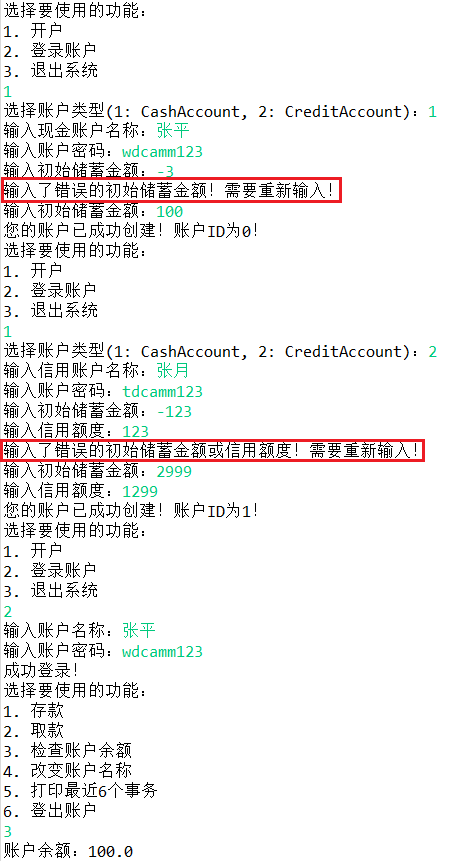 选择要使用的功能：
1. 开户
2. 登录账户
3. 退出系统
1
选择账户类型(1: CashAccount, 2: CreditAccount)：1
输入现金账户名称：张平
输入账户密码：wdcamm123
输入初始储蓄金额：-3
输入了错误的初始储蓄金额！需要重新输入！
输入初始储蓄金额：100
您的账户已成功创建！账户ID为0！
选择要使用的功能：
1. 开户
2. 登录账户
3. 退出系统
1
选择账户类型(1: CashAccount, 2: CreditAccount)：2
输入信用账户名称：张月
输入账户密码：tdcamm123
输入初始储蓄金额：-123
输入信用额度：123
输入了错误的初始储蓄金额或信用额度！需要重新输入！
输入初始储蓄金额：2999
输入信用额度：1299
您的账户已成功创建！账户ID为1！
选择要使用的功能：
1. 开户
2. 登录账户
3. 退出系统
2
输入账户名称：张平
输入账户密码：wdcamm123
成功登录！
选择要使用的功能：
1. 存款
2. 取款
3. 检查账户余额
4. 改变账户名称
5. 打印最近6个事务
6. 登出账户
3
账户余额：100.0